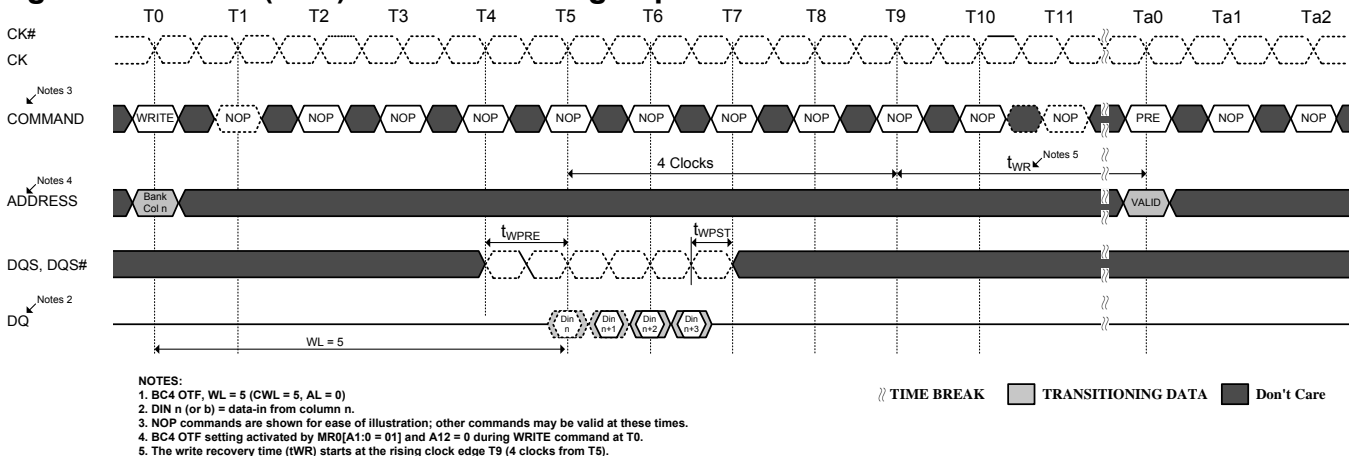 T0 T1 T2 T3 T4 T5 T6 T7 T8 T9 T10 T11 Ta0 Ta1 Ta2
CK#
CK
Notes 3
COMMAND
WRITE NOP NOP NOP NOP NOP NOP NOP NOP NOP NOP NOP PRE NOP NOP
4 Clocks
tWR
Notes 5
Notes 4
ADDRESS
Bank
Col n
VALID
tWPRE
tWPST
DQS, DQS#
Notes 2
DQ
Din
n
Din
n+1
Din
n+2
Din
n+3
WL = 5
NOTES:
1. BC4 OTF, WL = 5 (CWL = 5, AL = 0)
2. DIN n (or b) = data-in from column n.
3. NOP commands are shown for ease of illustration; other commands may be valid at these times.
4. BC4 OTF setting activated by MR0[A1:0 = 01] and A12 = 0 during WRITE command at T0.
5. The write recovery time (tWR) starts at the rising clock edge T9 (4 clocks from T5).
TIME BREAK
TRANSITIONING DATA
Don't Care